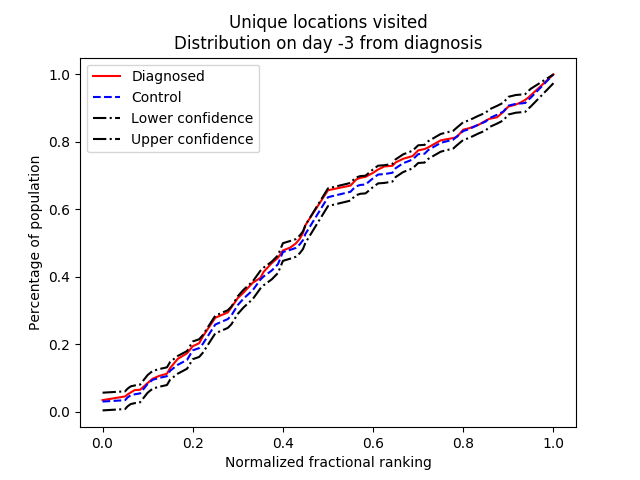 Unique locations visited
Distribution on day -3 from diagnosis
Diagnosed
Control
Lower confidence
Upper confidence
Percentage of population
1.0
0.8
0.6
0.4
0.2
0.0
0.0 0.2 0.4 0.6 0.8 1.0
Normalized fractional ranking